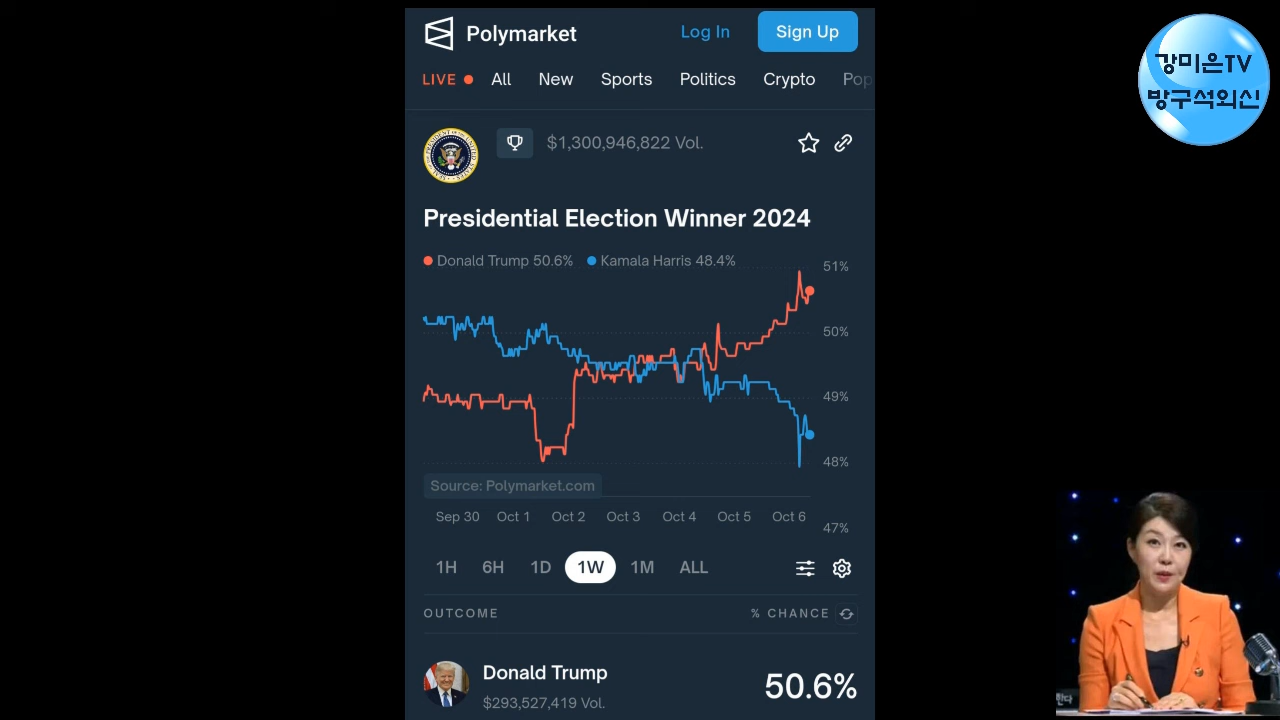 Polymarket
Log In
Sign Up
LIVE
All
New
Sports
Politics
Crypto
Pop
$1,300,946,822 Vol.
Presidential Election Winner 2024
Donald Trump 50.6%
Kamala Harris 48.4%
51%
50%
49%
48%
47%
Source: Polymarket.com
Sep 30
Oct 1
Oct 2
Oct 3
Oct 4
Oct 5
Oct 6
1H
6H
1D
1W
1M
ALL
OUTCOME
% CHANCE
Donald Trump
$293,527,419 Vol.
50.6%
강미은TV
방구석외신